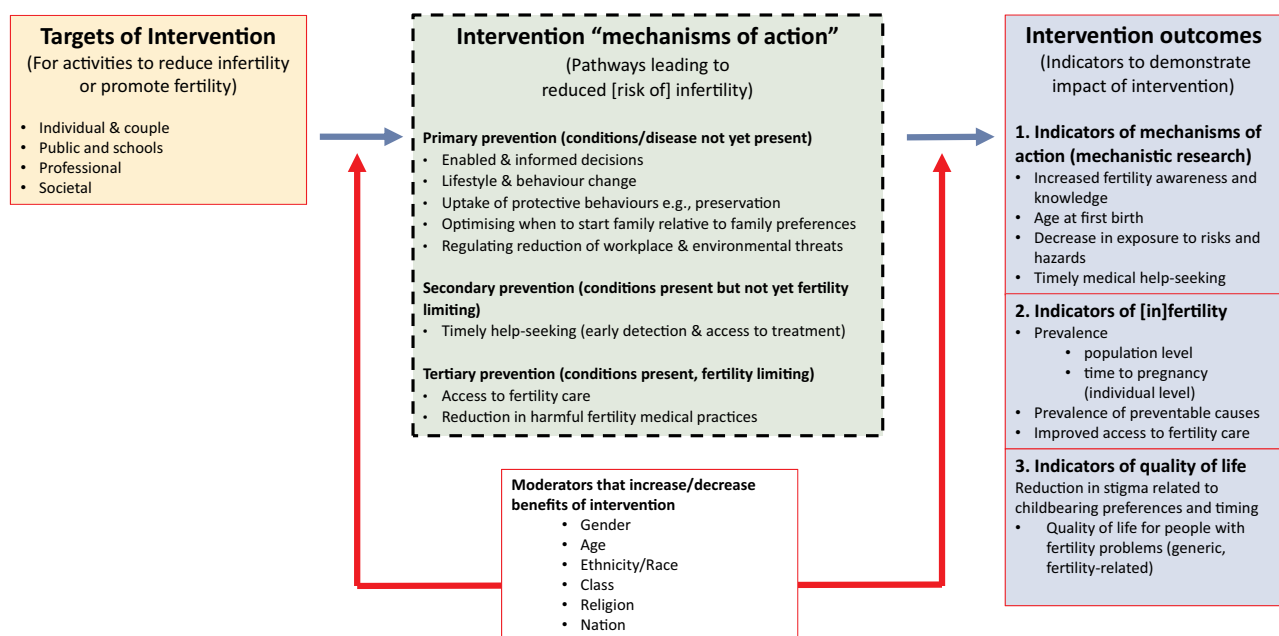 Targets of Intervention
(For activities to reduce infertility
or promote fertility)
• Individual & couple
• Public and schools
• Professional
• Societal
Intervention “mechanisms of action”
(Pathways leading to
reduced [risk of] infertility)
Primary prevention (conditions/disease not yet present)
• Enabled & informed decisions
• Lifestyle & behaviour change
• Uptake of protective behaviours e.g., preservation
• Optimising when to start family relative to family preferences
• Regulating reduction of workplace & environmental threats
Secondary prevention (conditions present but not yet fertility
limiting)
• Timely help-seeking (early detection & access to treatment)
Tertiary prevention (conditions present, fertility limiting)
• Access to fertility care
• Reduction in harmful fertility medical practices
Moderators that increase/decrease
benefits of intervention
• Gender
• Age
• Ethnicity/Race
• Class
• Religion
• Nation
Intervention outcomes
(Indicators to demonstrate
impact of intervention)
1. Indicators of mechanisms of
action (mechanistic research)
• Increased fertility awareness and
knowledge
• Age at first birth
• Decrease in exposure to risks and
hazards
• Timely medical help-seeking
2. Indicators of [in]fertility
• Prevalence
• population level
• time to pregnancy
(individual level)
• Prevalence of preventable causes
• Improved access to fertility care
3. Indicators of quality of life
Reduction in stigma related to
childbearing preferences and timing
• Quality of life for people with
fertility problems (generic,
fertility-related)